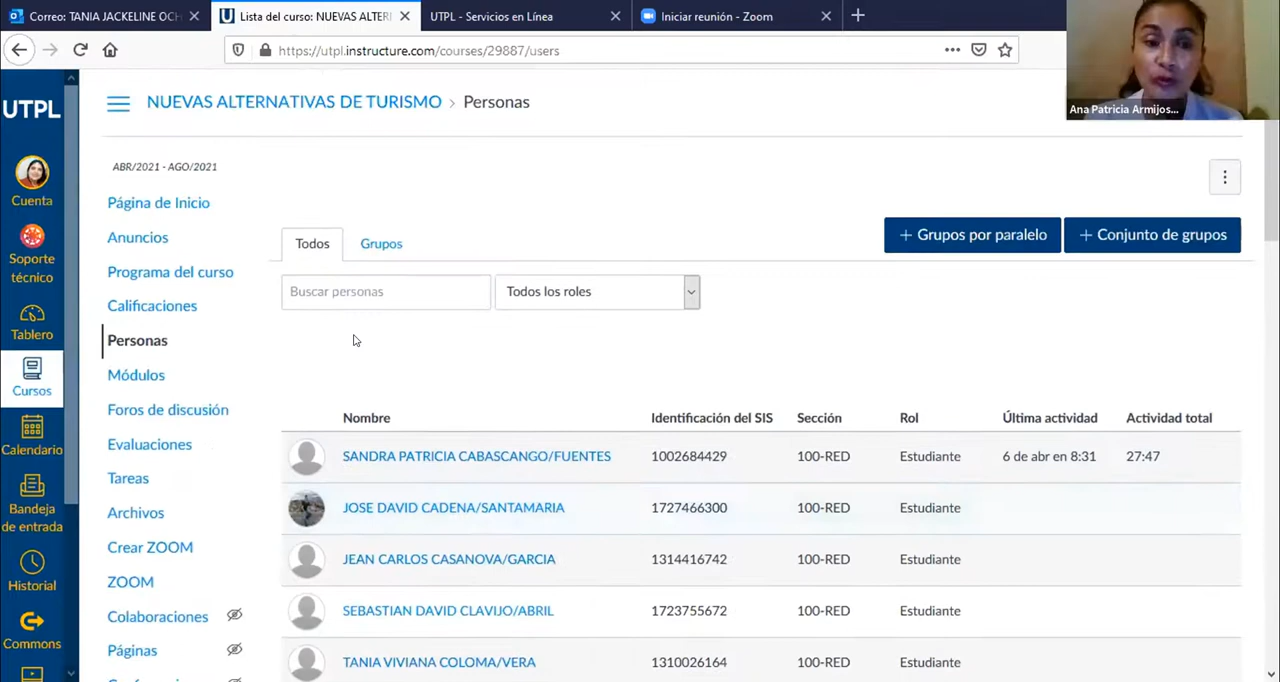 Correo: TANIA JACKELINE OCH
Lista del curso: NUEVAS ALTER
UTPL - Servicios en Línea
Iniciar reunión - Zoom
https://utpl.instructure.com/courses/29887/users
Ana Patricia Armijos...
UTPL
NUEVAS ALTERNATIVAS DE TURISMO > Personas
ABR/2021 - AGO/2021
Cuenta
Soporte
técnico
Tablero
Cursos
Calendario
Bandeja
de entrada
Historial
Commons
Página de Inicio
Anuncios
Programa del curso
Calificaciones
Personas
Módulos
Foros de discusión
Evaluaciones
Tareas
Archivos
Crear ZOOM
ZOOM
Colaboraciones
Páginas
Todos Grupos
+ Grupos por paralelo + Conjunto de grupos
Buscar personas Todos los roles
Nombre Identificación del SIS Sección Rol Última actividad Actividad total
SANDRA PATRICIA CABASCANGO/FUENTES 1002684429 100-RED Estudiante 6 de abr en 8:31 27:47
JOSE DAVID CADENA/SANTAMARIA 1727466300 100-RED Estudiante
JEAN CARLOS CASANOVA/GARCIA 1314416742 100-RED Estudiante
SEBASTIAN DAVID CLAVIJO/ABRIL 1723755672 100-RED Estudiante
TANIA VIVIANA COLOMA/VERA 1310026164 100-RED Estudiante